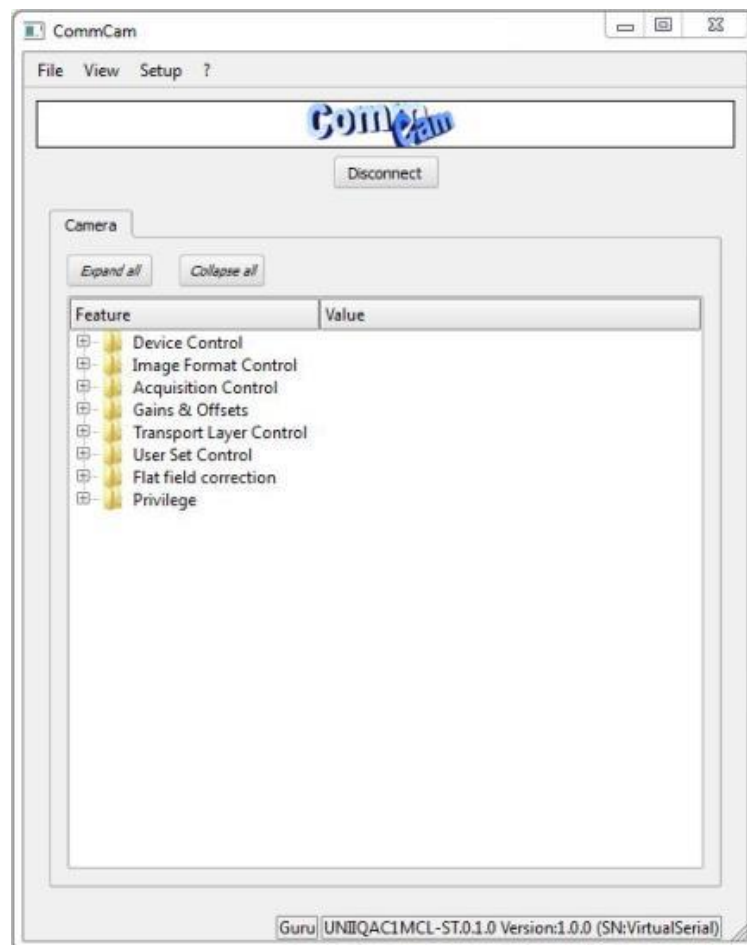 CommCam
File View Setup ?
CommCam
Disconnect
Camera
Expand all Collapse all
Feature Value
Device Control
Image Format Control
Acquisition Control
Gains & Offsets
Transport Layer Control
User Set Control
Flat field correction
Privilege
Guru UNIIQAC1MCL-ST.0.1.0 Version:1.0.0 (SN:VirtualSerial)